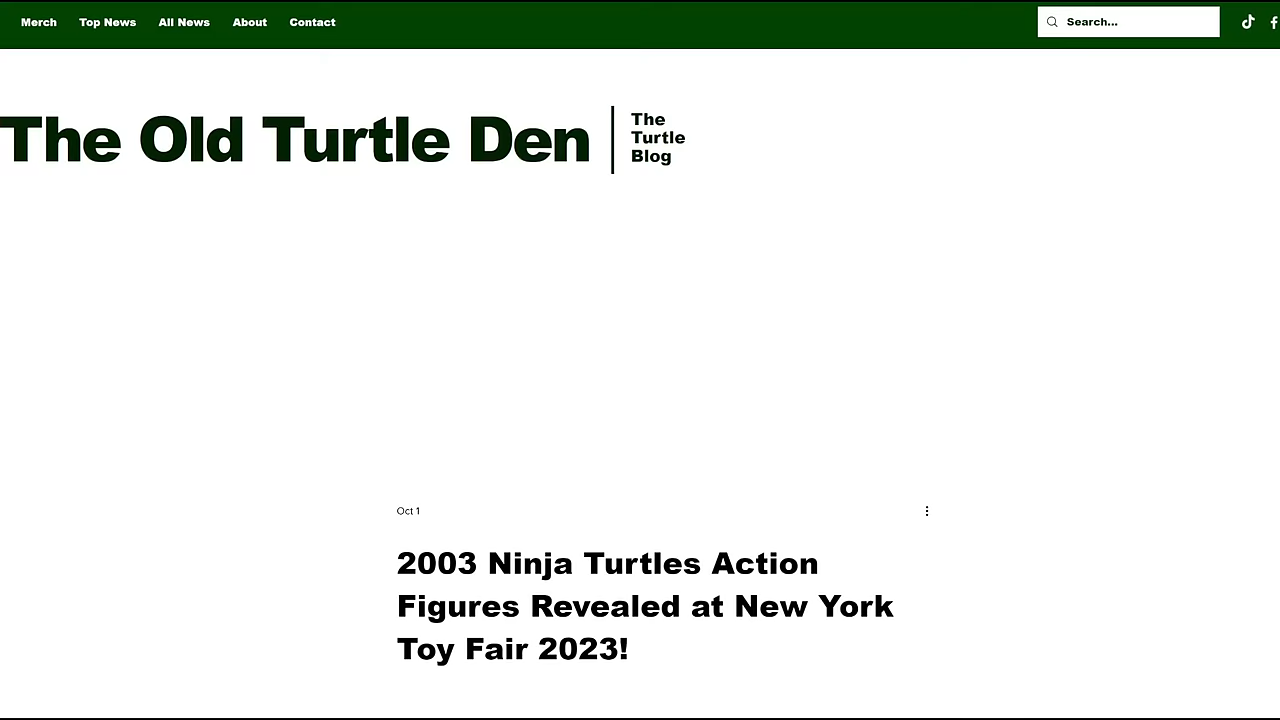 Merch Top News All News About Contact Search...
The Old Turtle Den
The
Turtle
Blog
Oct 1
2003 Ninja Turtles Action
Figures Revealed at New York
Toy Fair 2023!